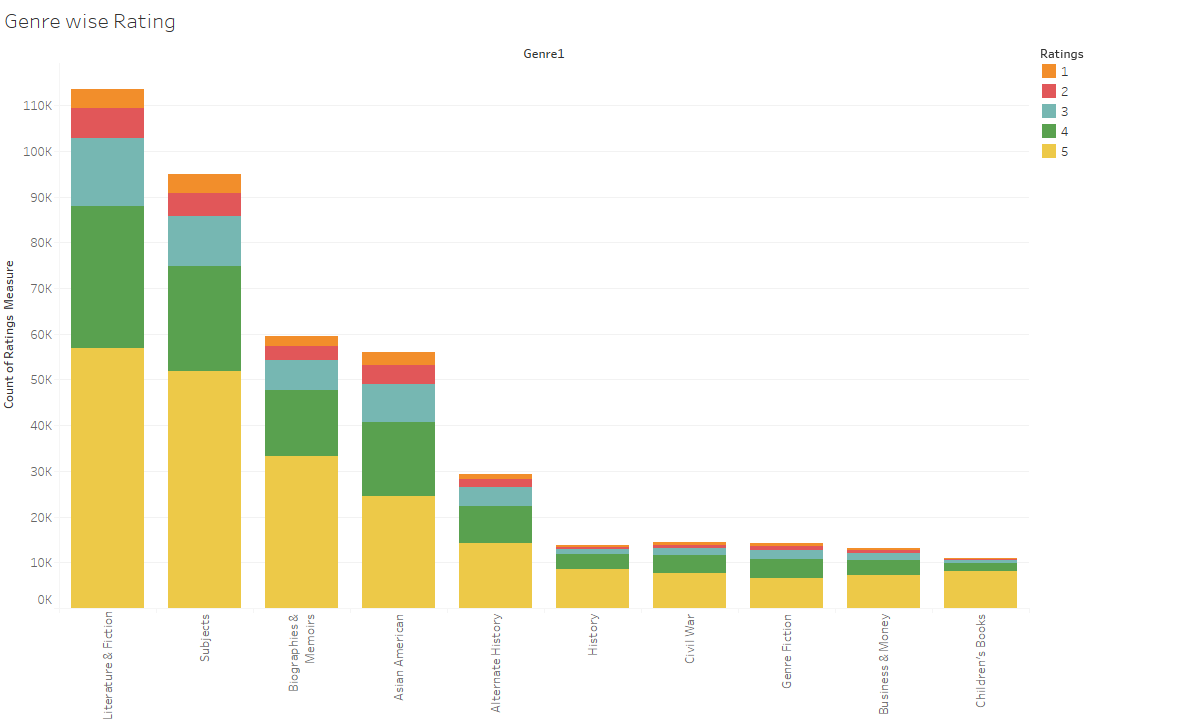 Genre wise Rating
Genre1
Ratings
1
2
3
4
5
Count of Ratings Measure
110K
100K
90K
80K
70K
60K
50K
40K
30K
20K
10K
0K
Literature & Fiction
Subjects
Biographies &
Memoirs
Asian American
Alternate History
History
Civil War
Genre Fiction
Business & Money
Children's Books